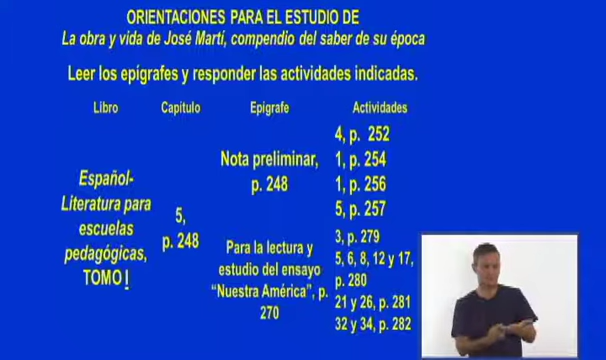 ORIENTACIONES PARA EL ESTUDIO DE
La obra y vida de José Martí, compendio del saber de su época
Leer los epígrafes y responder las actividades indicadas.
Libro Capítulo Epígrafe Actividades
Español-
Literatura para
escuelas
pedagógicas,
TOMO I
5,
p. 248
Nota preliminar,
p. 248
4, p. 252
1, p. 254
1, p. 256
5, p. 257
Para la lectura y
estudio del ensayo
“Nuestra América”, p.
270
3, p. 279
5, 6, 8, 12 y 17,
p. 280
21 y 26, p. 281
32 y 34, p. 282